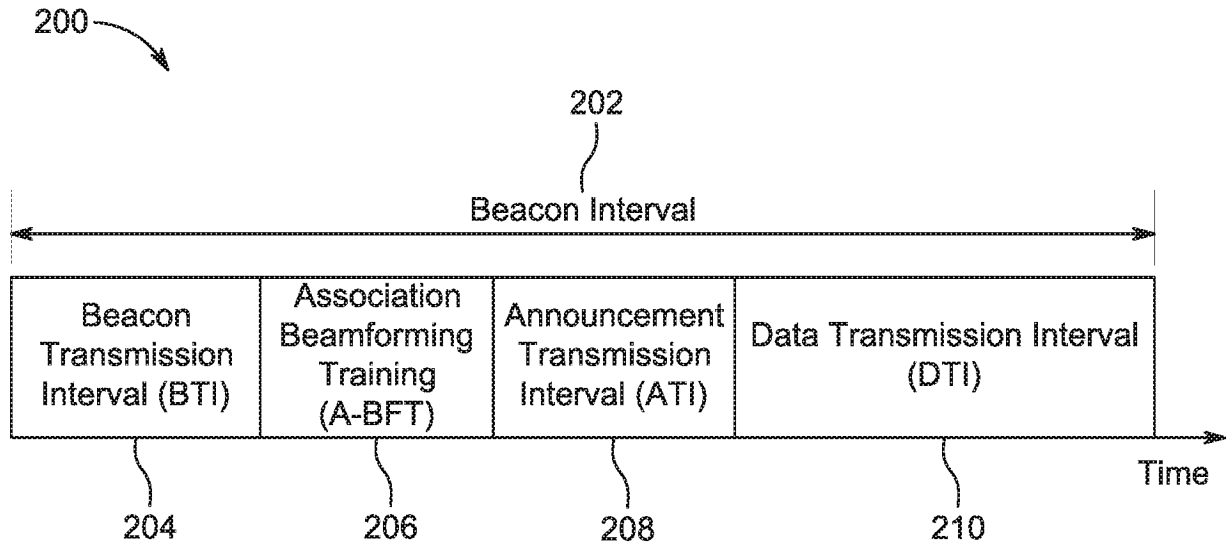 200
202
Beacon Interval
Beacon
Transmission
Interval (BTI)
Association
Beamforming
Training
(A-BFT)
Announcement
Transmission
Interval (ATI)
Data Transmission Interval
(DTI)
Time
204
206
208
210